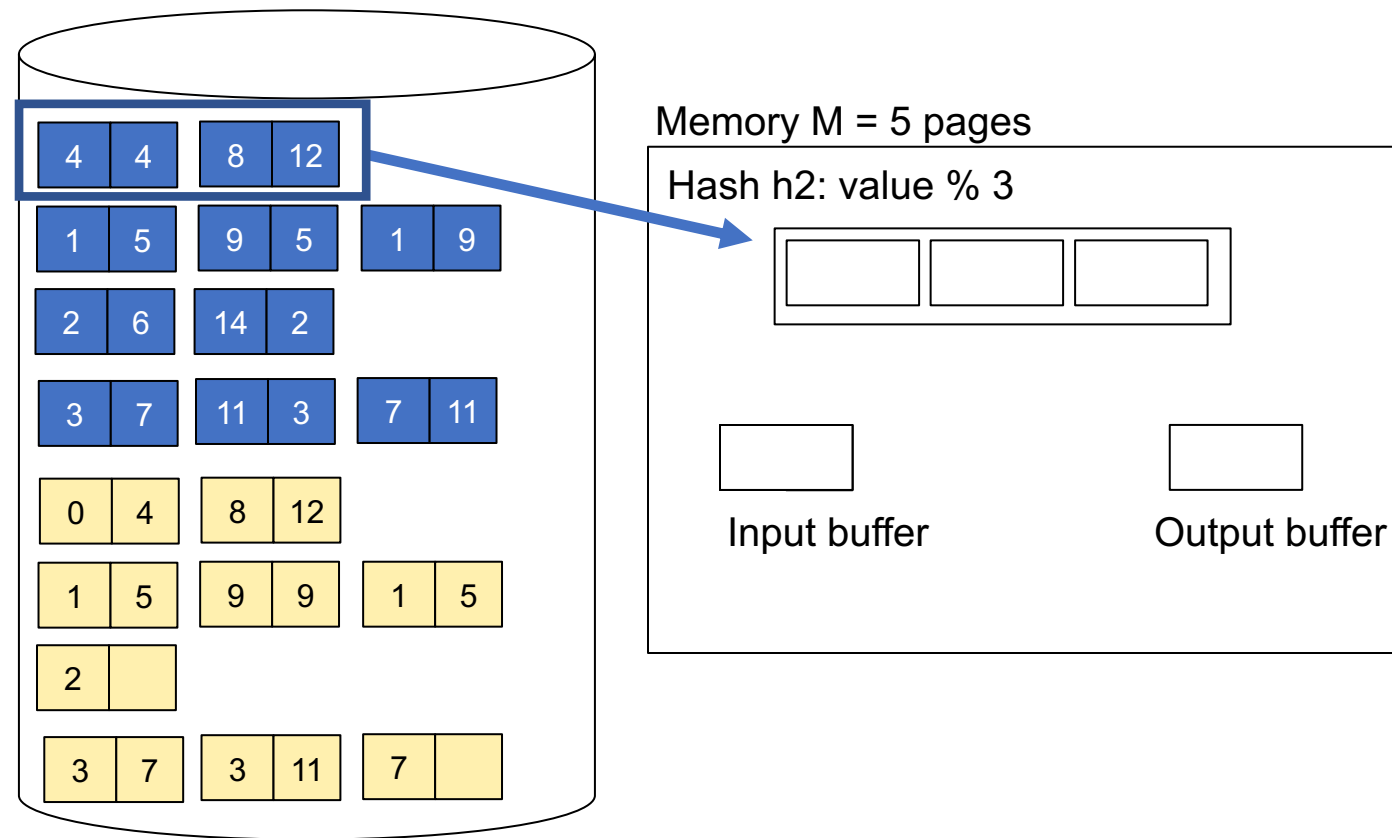 Memory M = 5 pages
4 4 8 12
Hash h2: value % 3
1 5 9 5 1 9
2 6 14 2
3 7 11 3 7 11
0 4 8 12
Input buffer Output buffer
1 5 9 9 1 5
2
3 7 3 11 7